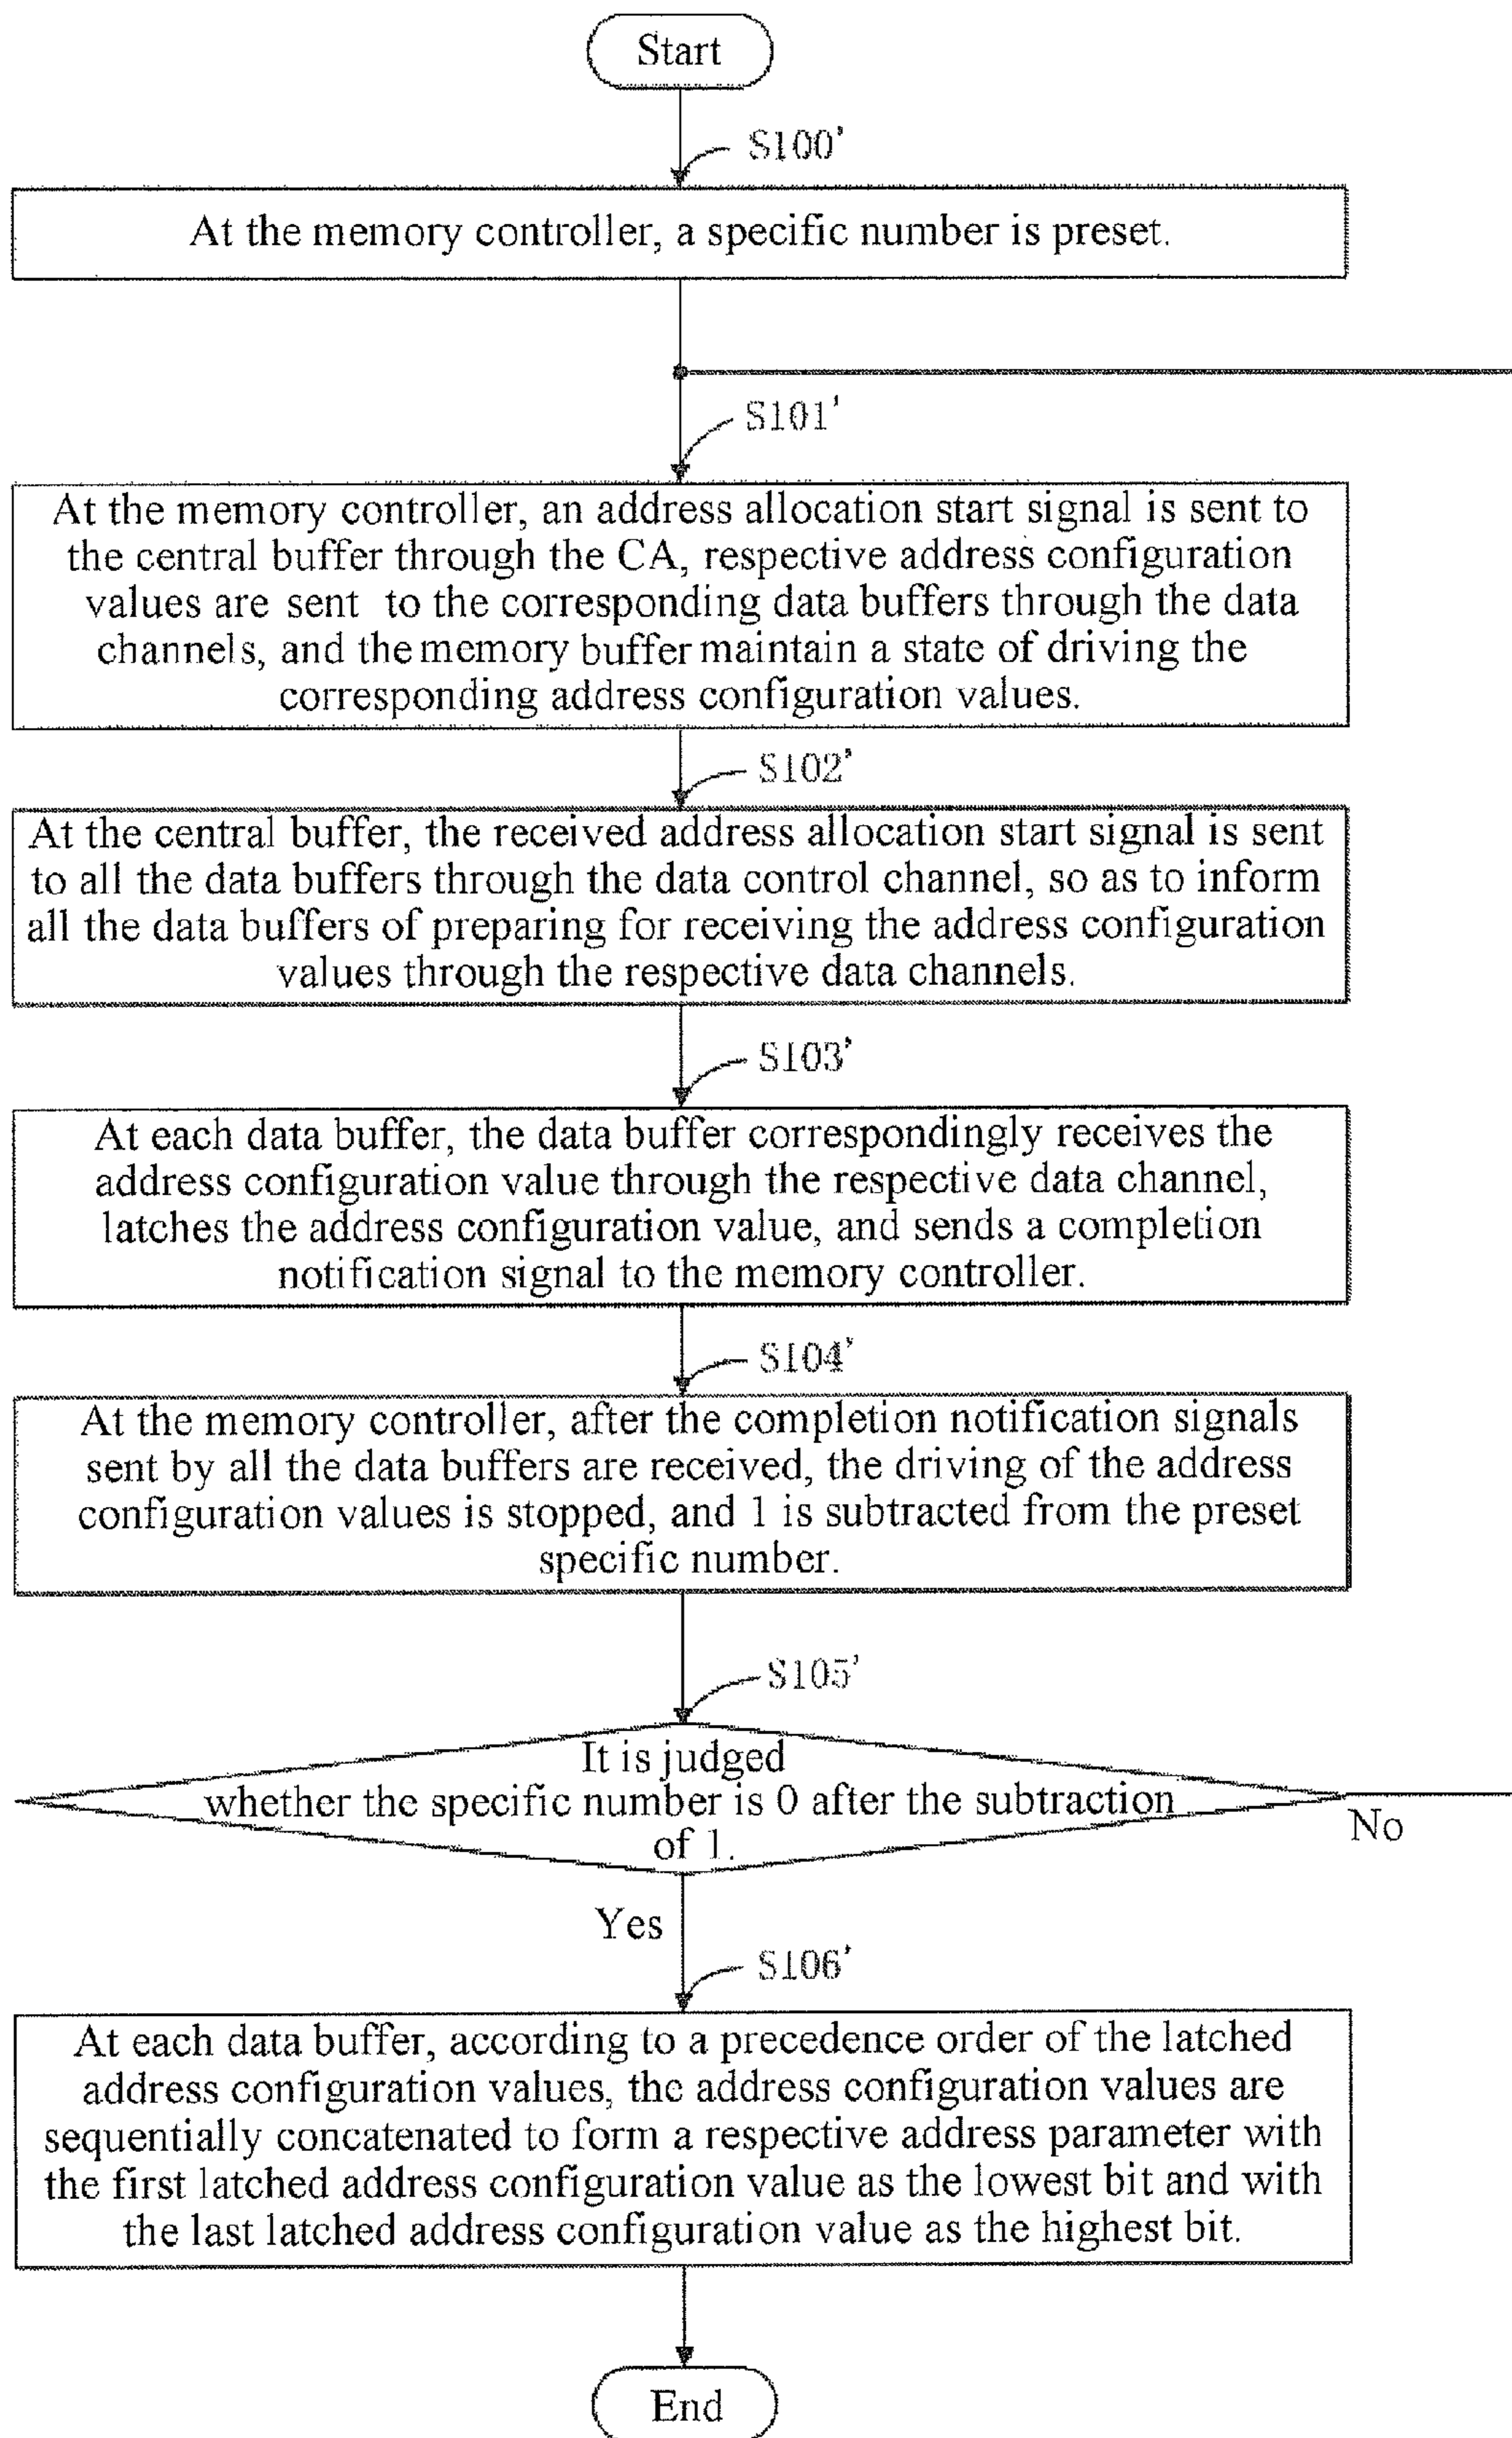 Start
S100'
At the memory controller, a specific number is preset.
S101'
At the memory controller, an address allocation start signal is sent to
the central buffer through the CA, respective address configuration
values are sent to the corresponding data buffers through the data
channels, and the memory buffer maintain a state of driving the
corresponding address configuration values.
S102'
At the central buffer, the received address allocation start signal is sent
to all the data buffers through the data control channel, so as to inform
all the data buffers of preparing for receiving the address configuration
values through the respective data channels.
S103'
At each data buffer, the data buffer correspondingly receives the
address configuration value through the respective data channel,
latches the address configuration value, and sends a completion
notification signal to the memory controller.
S104'
At the memory controller, after the completion notification signals
sent by all the data buffers are received, the driving of the address
configuration values is stopped, and 1 is subtracted from the preset
specific number.
S105'
It is judged
whether the specific number is 0 after the subtraction
of 1.
No
Yes
S106'
At each data buffer, according to a precedence order of the latched
address configuration values, the address configuration values are
sequentially concatenated to form a respective address parameter with
the first latched address configuration value as the lowest bit and with
the last latched address configuration value as the highest bit.
End